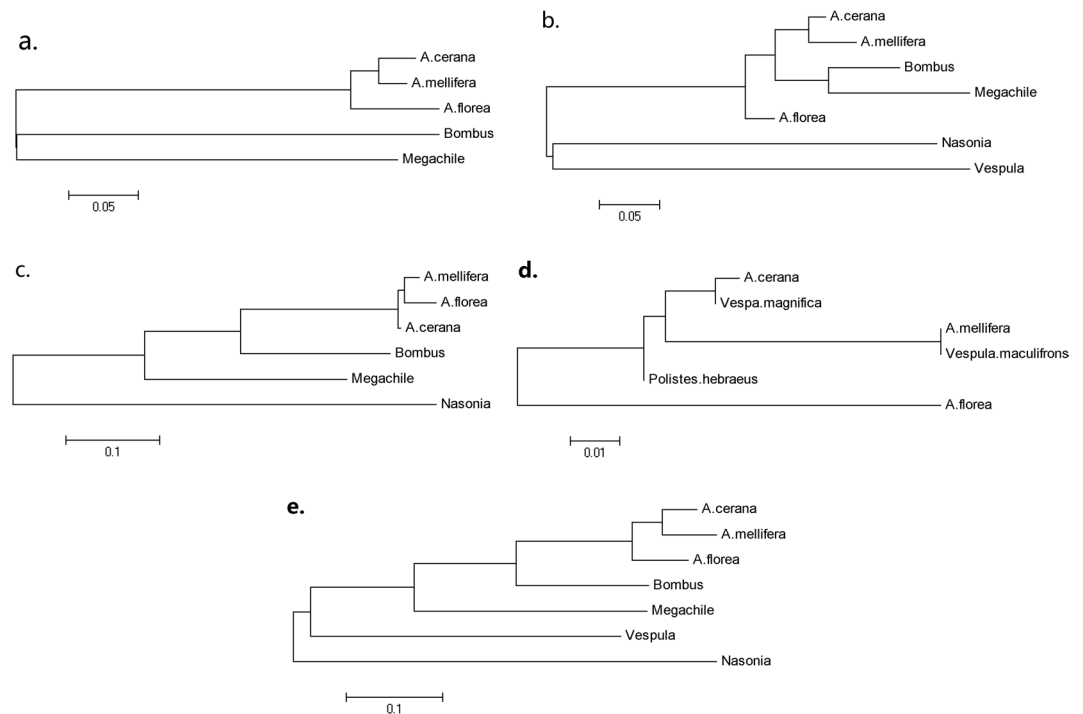 a.
A.cerana
A.mellifera
A.florea
Bombus
Megachile
0.05
b.
A.cerana
A.mellifera
Bombus
Megachile
A.florea
Nasonia
Vespula
0.05
c.
A.mellifera
A.florea
A.cerana
Bombus
Megachile
Nasonia
0.1
d.
A.cerana
Vespa.magnifica
A.mellifera
Vespula.maculifrons
Polistes.hebraeus
A.florea
0.01
e.
A.cerana
A.mellifera
A.florea
Bombus
Megachile
Vespula
Nasonia
0.1